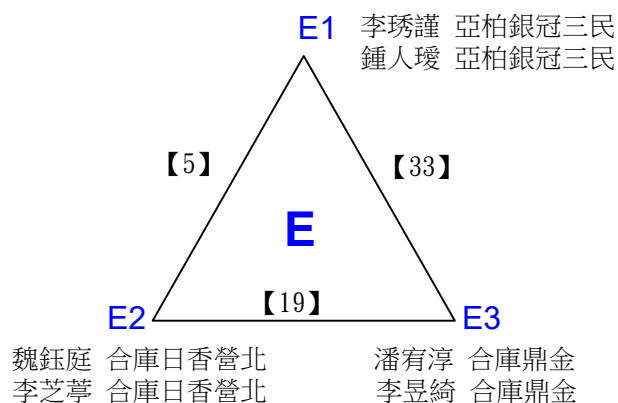 E1 李琇謹 亞柏銀冠三民
鍾人璦 亞柏銀冠三民
【5】 【33】
E
【19】
E2 E3
魏鈺庭 合庫日香營北 潘宥淳 合庫鼎金
李芝葶 合庫日香營北 李昱綺 合庫鼎金